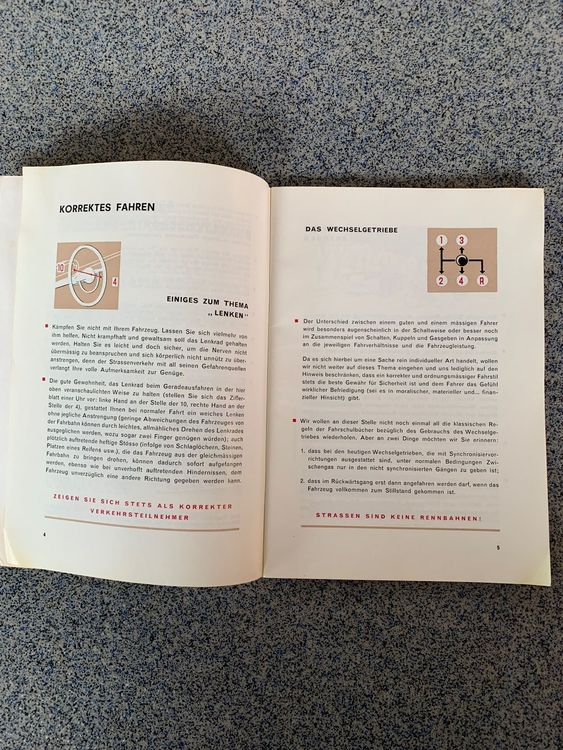 KORREKTES FAHREN
10
4
EINIGES ZUM THEMA
„ LENKEN "
Kämpfen Sie nicht mit Ihrem Fahrzeug. Lassen Sie sich vielmehr von
ihm helfen. Nicht krampfhaft und gewaltsam soll das Lenkrad gehalten
werden. Halten Sie es leicht und doch sicher, um die Nerven nicht
übermässig zu beanspruchen und sich körperlich nicht unnütz zu über-
anstrengen, denn der Strassenverkehr mit all seinen Gefahrenquellen
verlangt Ihre volle Aufmerksamkeit zur Genüge.
Die gute Gewohnheit, das Lenkrad beim Geradeausfahren in der hier
oben veranschaulichten Weise zu halten (stellen Sie sich das Ziffer-
blatt einer Uhr vor: linke Hand an der Stelle der 10, rechte Hand an der
Stelle der 4), gestattet Ihnen bei normaler Fahrt ein weiches Lenken
ohne jegliche Anstrengung (geringe Abweichungen des Fahrzeuges von
der Fahrbahn können durch leichtes, allmähliches Drehen des Lenkrades
ausgeglichen werden, wozu sogar zwei Finger genügen würden); auch
plötzlich auftretende heftige Stösse (infolge von Schlaglöchern, Steinen,
Platzen eines Reifens usw.), die das Fahrzeug aus der gleichmässigen
Fahrbahn zu bringen drohen, können dadurch sofort aufgefangen
werden, ebenso wie bei unverhofft auftretenden Hindernissen, dem
Fahrzeug unverzüglich eine andere Richtung gegeben werden kann.
ZEIGEN SIE SICH STETS ALS KORREKTER
VERKEHRSTEILNEHMER
4
DAS WECHSELGETRIEBE
1 3
2 4 R
Der Unterschied zwischen einem guten und einem mässigen Fahrer
wird besonders augenscheinlich in der Schaltweise oder besser noch
im Zusammenspiel von Schalten, Kuppeln und Gasgeben in Anpassung
an die jeweiligen Fahrverhältnisse und die Fahrzeugleistung.
Da es sich hierbei um eine Sache rein individueller Art handelt, wollen
wir nicht weiter auf dieses Thema eingehen und uns lediglich auf den
Hinweis beschränken, dass ein korrekter und ordnungsmässiger Fahrstil
stets die beste Gewähr für Sicherheit ist und dem Fahrer das Gefühl
wirklicher Befriedigung (sei es in moralischer, materieller und... finan-
zieller Hinsicht) gibt.
Wir wollen an dieser Stelle nicht noch einmal all die klassischen Re-
geln der Fahrschulbücher bezüglich des Gebrauchs des Wechselge-
triebes wiederholen. Aber an zwei Dinge möchten wir Sie erinnern:
1. dass bei den heutigen Wechselgetrieben, die mit Synchronisiervor-
richtungen ausgestattet sind, unter normalen Bedingungen Zwi-
schengas nur in den nicht synchronisierten Gängen zu geben ist;
2. dass im Rückwärtsgang erst dann angefahren werden darf, wenn das
Fahrzeug vollkommen zum Stillstand gekommen ist.
STRASSEN SIND KEINE RENNBAHNEN!
5